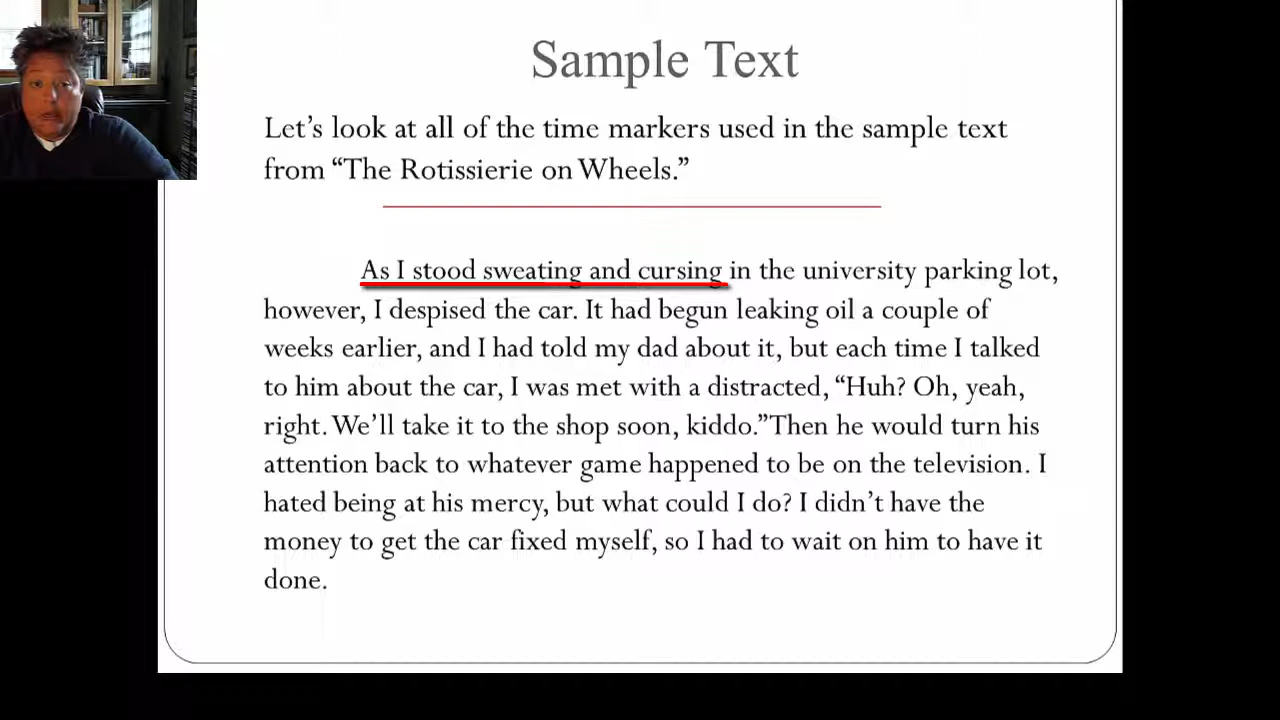 Sample Text
Let's look at all of the time markers used in the sample text
from “The Rotissierie on Wheels.”
As I stood sweating and cursing in the university parking lot,
however, I despised the car. It had begun leaking oil a couple of
weeks earlier, and I had told my dad about it, but each time I talked
to him about the car, I was met with a distracted, “Huh? Oh, yeah,
right. We'll take it to the shop soon, kiddo.”Then he would turn his
attention back to whatever game happened to be on the television. I
hated being at his mercy, but what could I do? I didn't have the
money to get the car fixed myself, so I had to wait on him to have it
done.